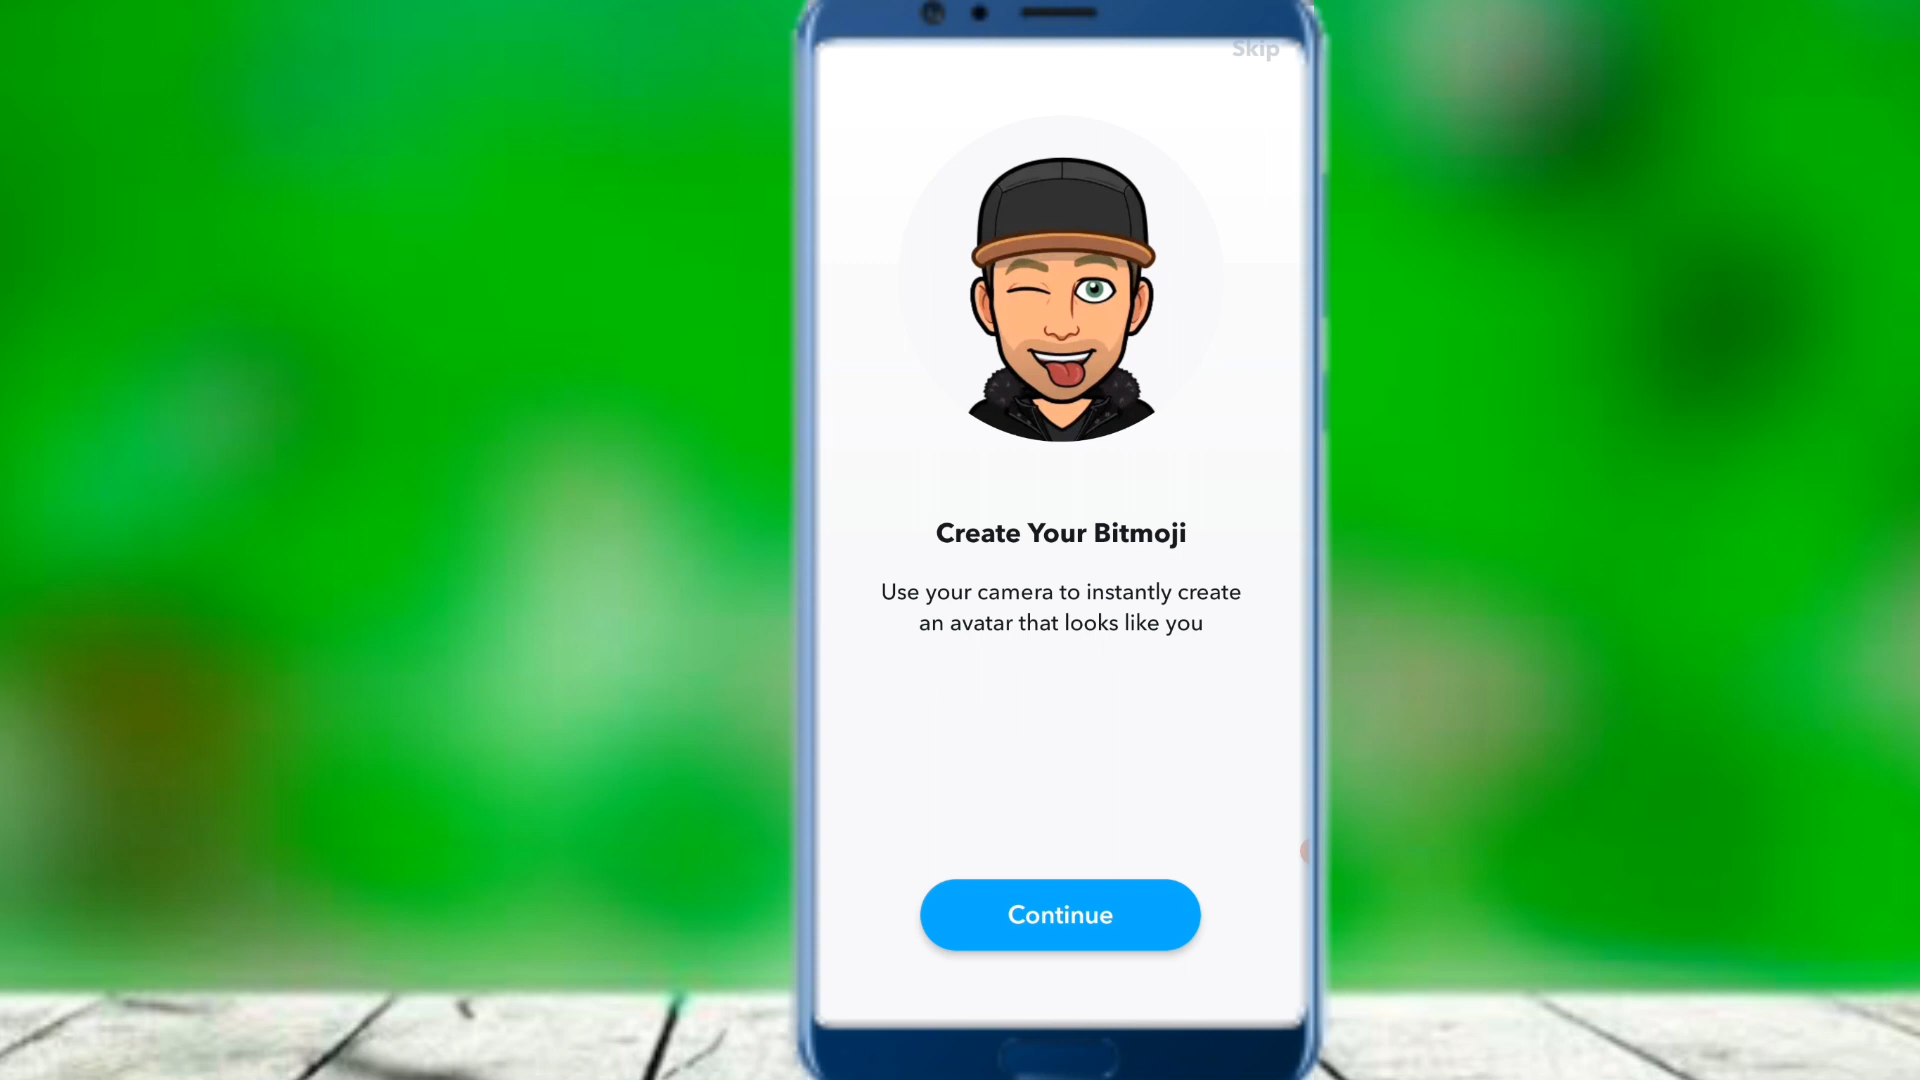 Skip
Create Your Bitmoji
Use your camera to instantly create
an avatar that looks like you
Continue